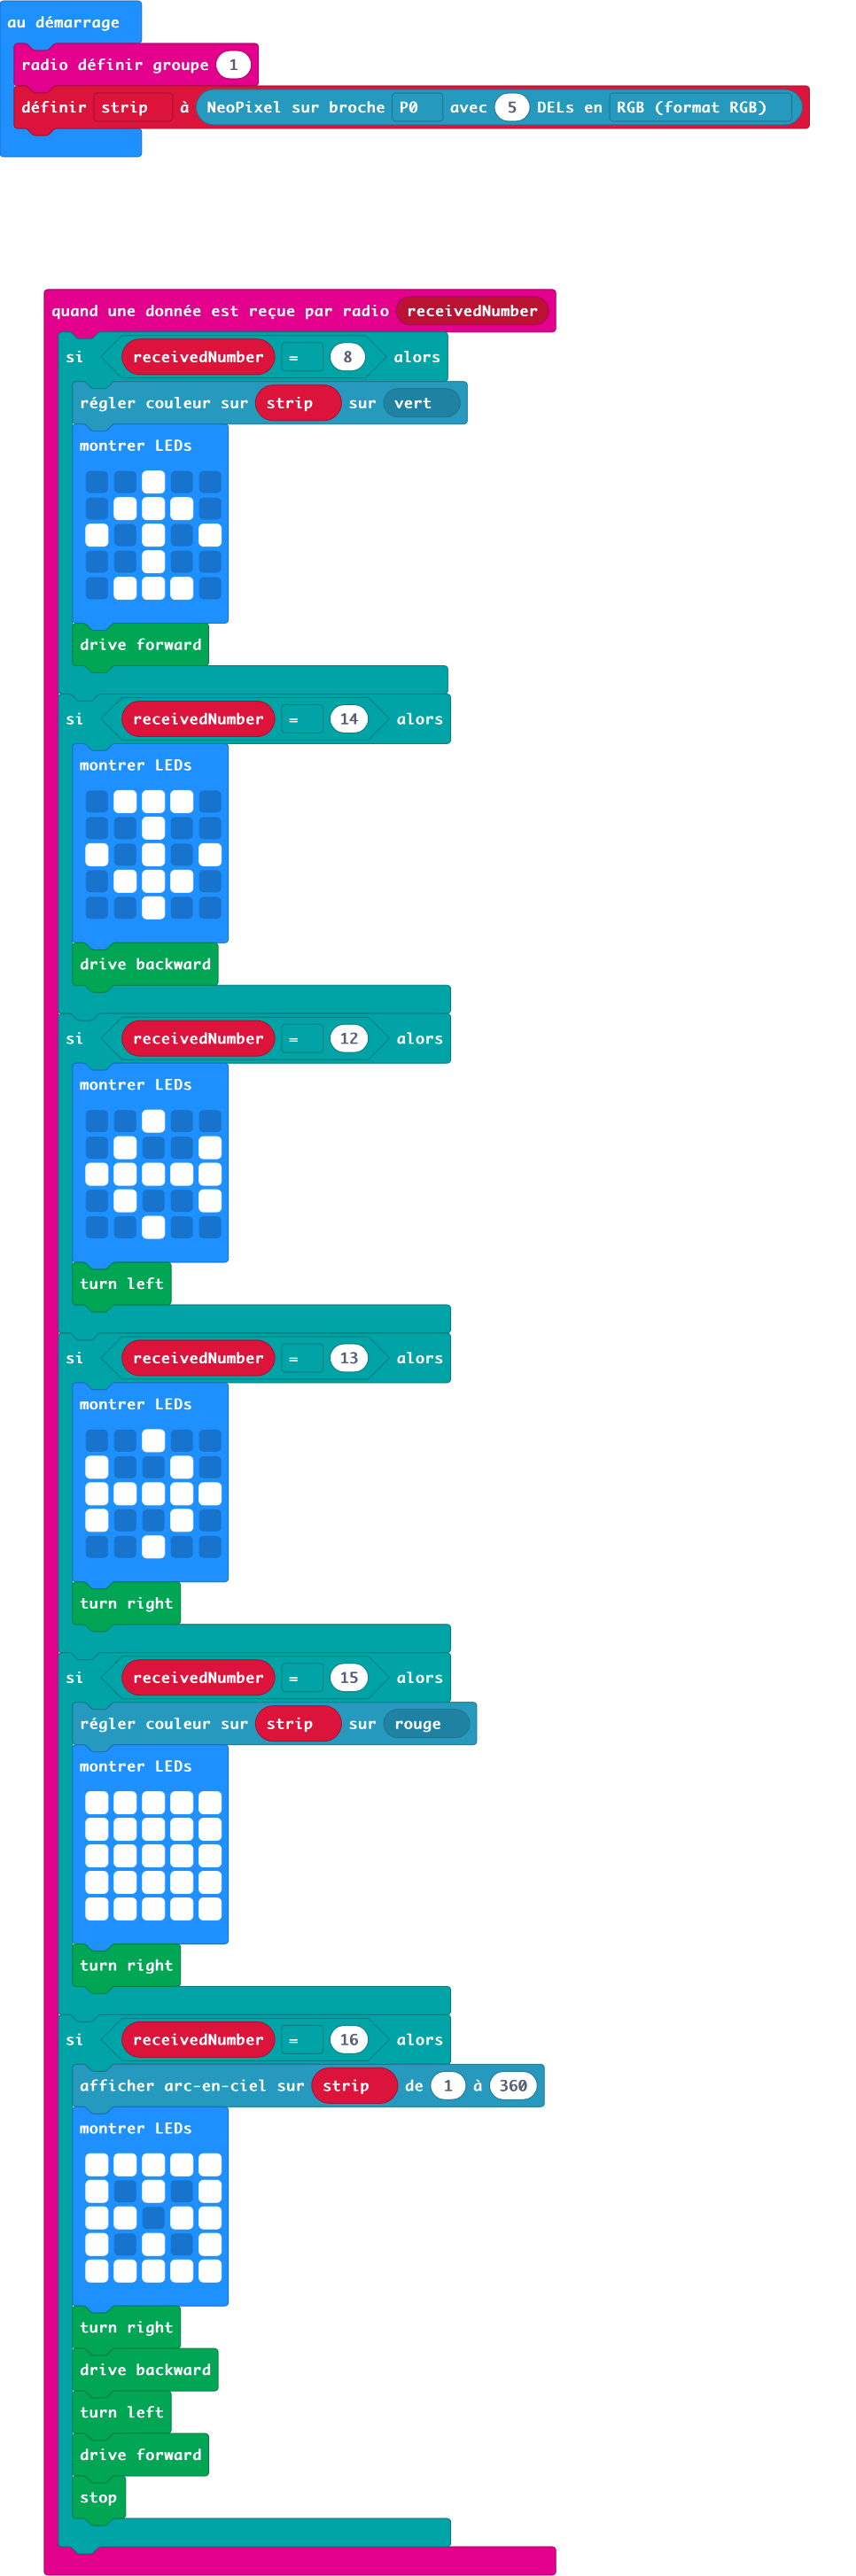 au démarrage
radio définir groupe 1
définir strip à NeoPixel sur broche P0 avec 5 DELs en RGB (format RGB)
quand une donnée est reçue par radio receivedNumber
si receivedNumber = 8 alors
régler couleur sur strip sur vert
montrer LEDs
drive forward
si receivedNumber = 14 alors
montrer LEDs
drive backward
si receivedNumber = 12 alors
montrer LEDs
turn left
si receivedNumber = 13 alors
montrer LEDs
turn right
si receivedNumber = 15 alors
régler couleur sur strip sur rouge
montrer LEDs
turn right
si receivedNumber = 16 alors
afficher arc-en-ciel sur strip de 1 à 360
montrer LEDs
turn right
drive backward
turn left
drive forward
stop